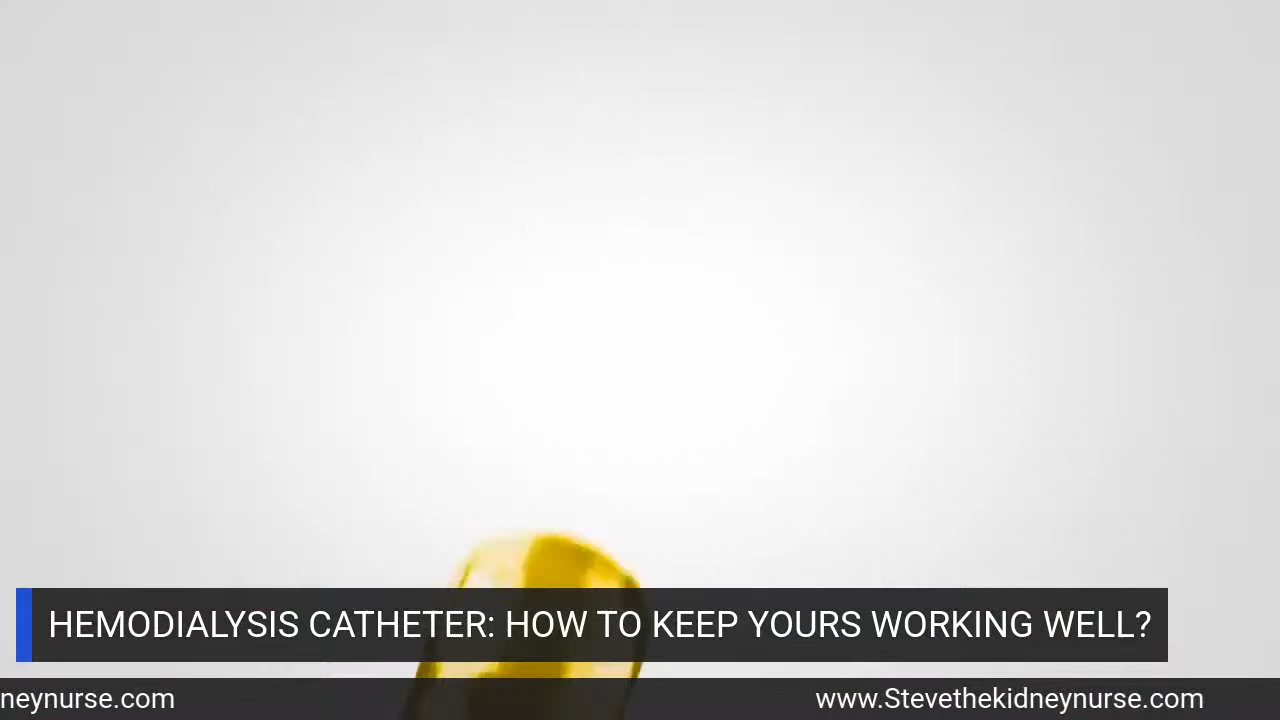 HEMODIALYSIS CATHETER: HOW TO KEEP YOURS WORKING WELL?
neynurse.com www.Stevethekidneynurse.com